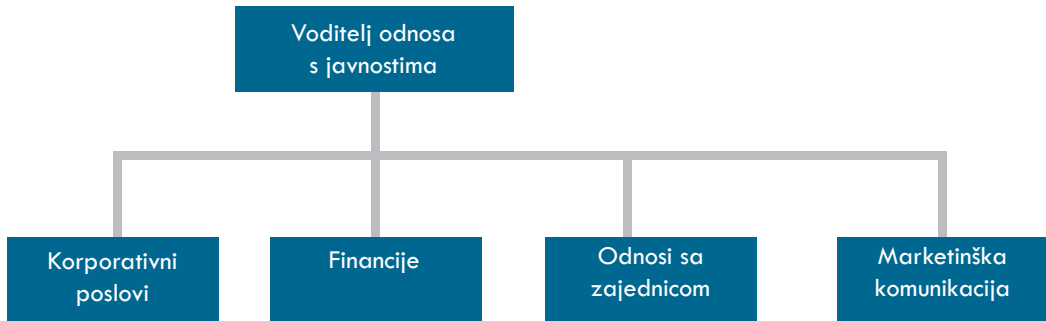 Voditelj odnosa
s javnostima
Korporativni
poslovi
Financije
Odnosi sa
zajednicom
Marketinška
komunikacija